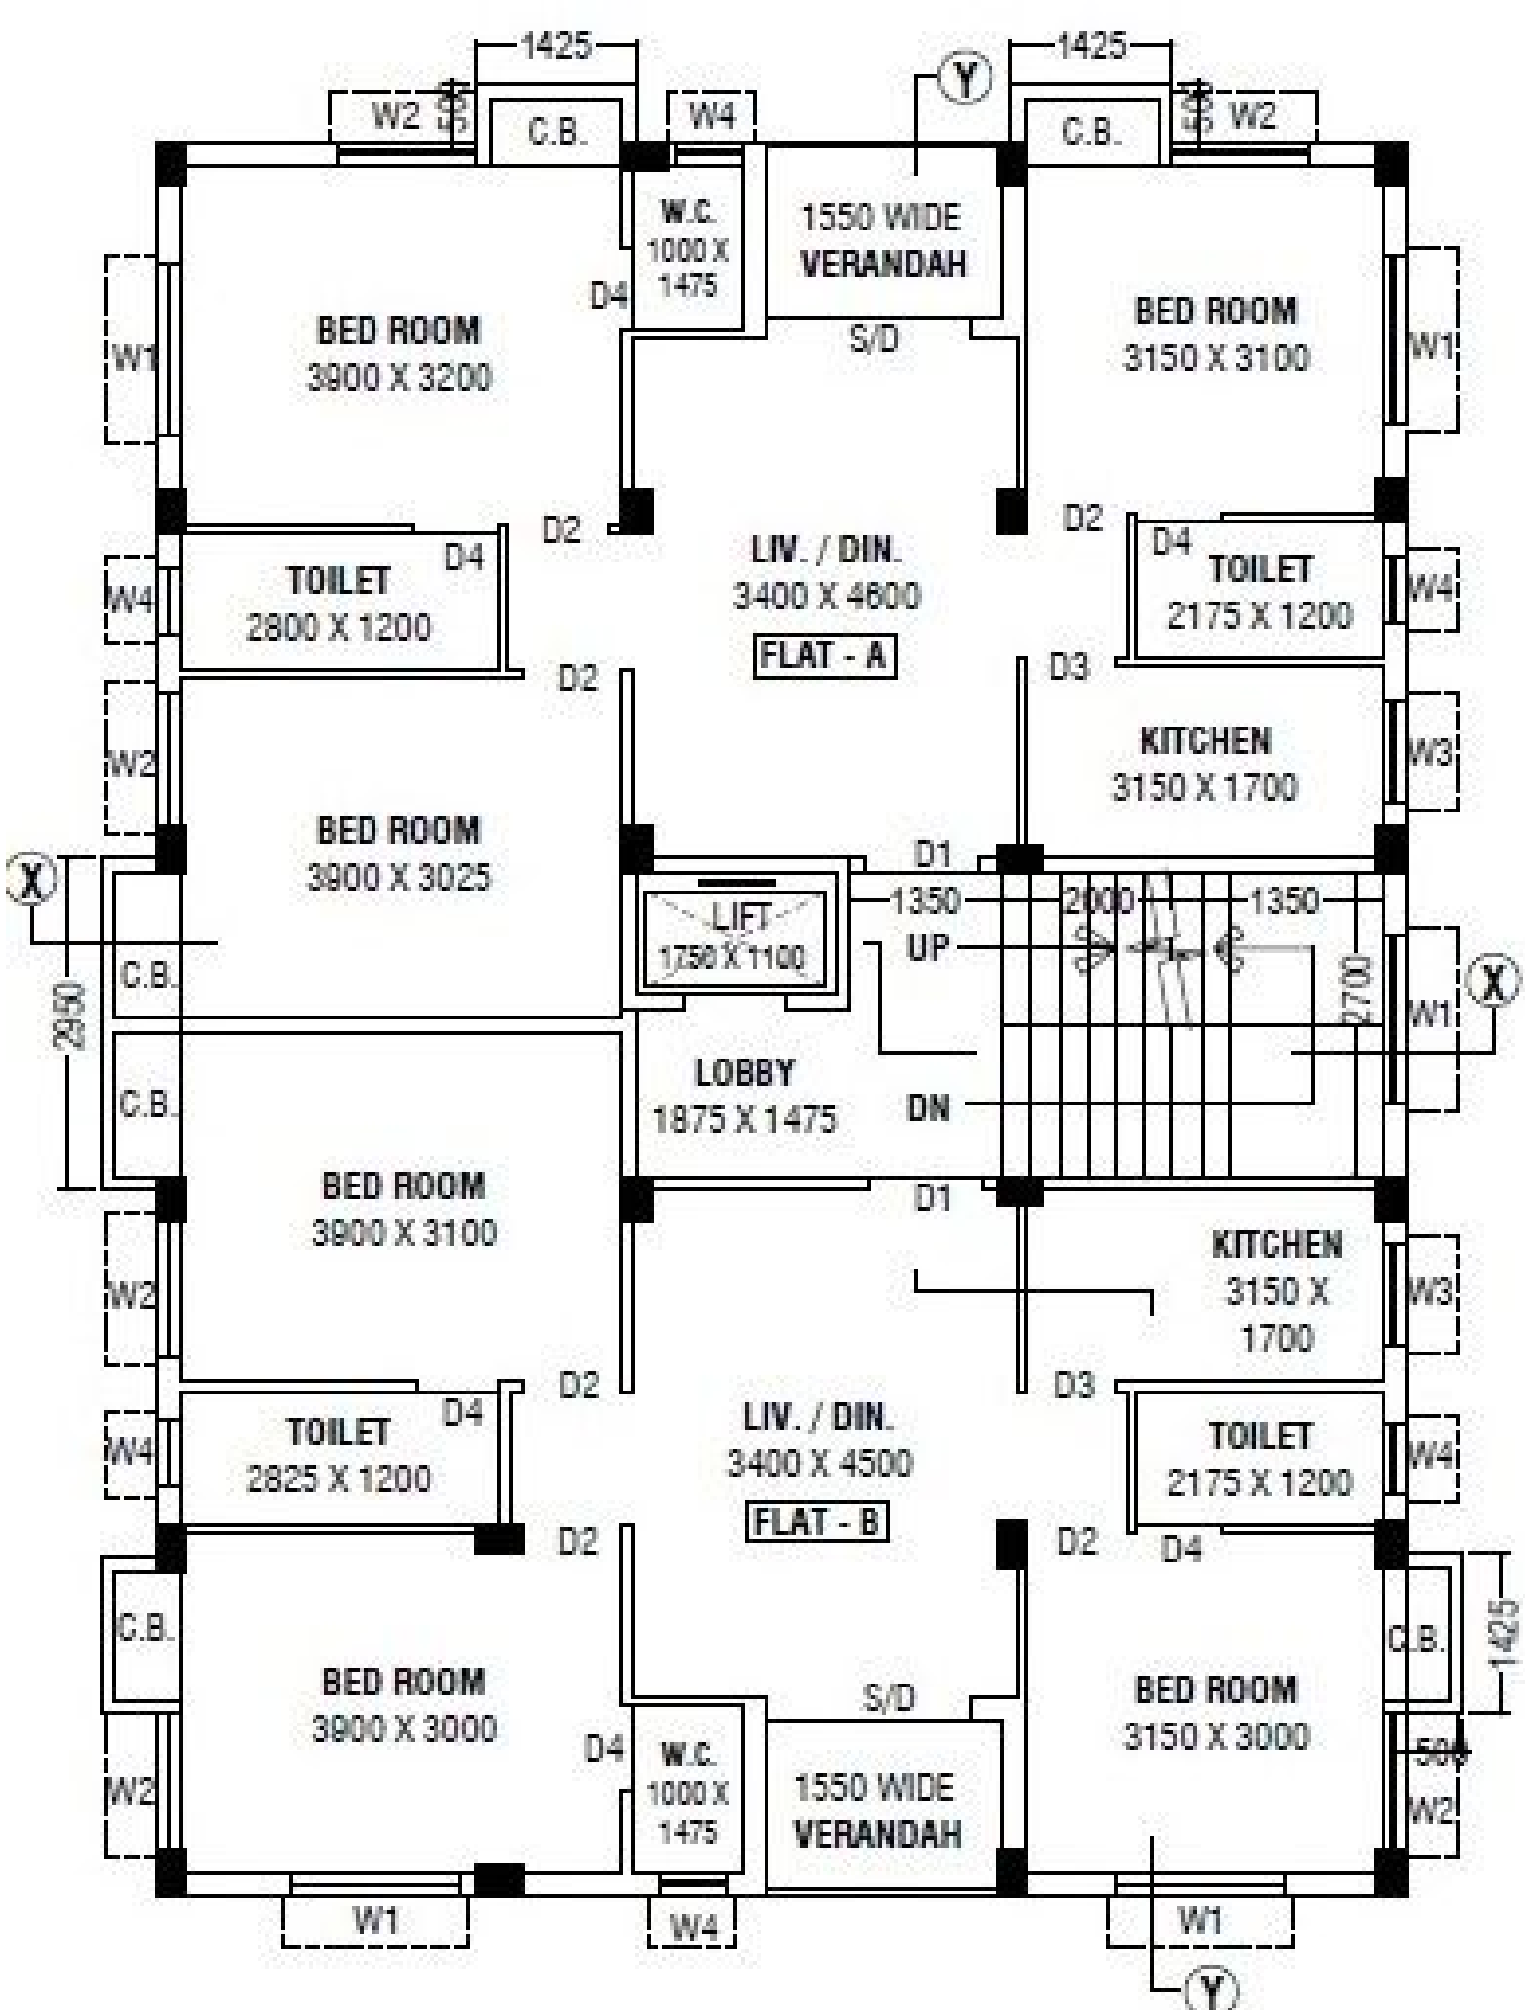 1425
1425
Y
W2
500
C.B.
W4
C.B.
500
W2
W.C.
1000 X
1475
1550 WIDE
VERANDAH
BED ROOM
3900 X 3200
D4
S/D
BED ROOM
3150 X 3100
W1
W1
D2
D2
D4
D4
LIV. / DIN.
3400 X 4600
FLAT - A
TOILET
2800 X 1200
TOILET
2175 X 1200
W4
W4
D2
D3
W2
KITCHEN
3150 X 1700
W3
BED ROOM
3900 X 3025
D1
X
LIFT
1750 X 1100
1350
2000
1350
UP
2700
C.B.
X
W1
2950
C.B.
LOBBY
1875 X 1475
DN
BED ROOM
3900 X 3100
D1
KITCHEN
3150 X
1700
W2
W3
D2
D3
D4
LIV. / DIN.
3400 X 4500
FLAT - B
TOILET
2825 X 1200
TOILET
2175 X 1200
W4
W4
D2
D2
D4
C.B.
C.B.
1425
BED ROOM
3900 X 3000
S/D
BED ROOM
3150 X 3000
D4
W.C.
1000 X
1475
1550 WIDE
VERANDAH
500
W2
W2
W1
W4
W1
Y